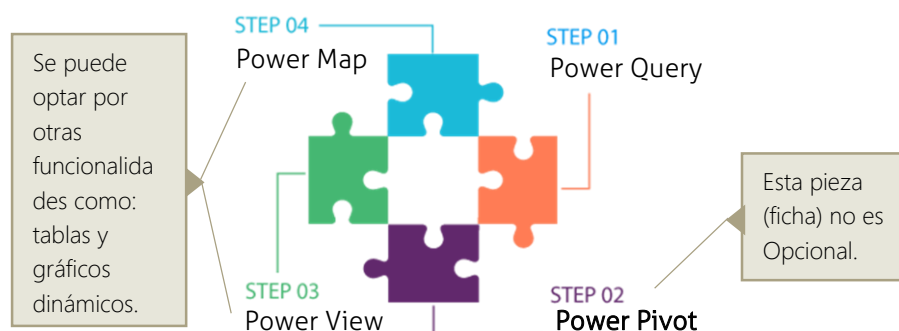 STEP 04
Power Map
STEP 01
Power Query
Se puede
optar por
otras
funcionalida
des como:
tablas y
gráficos
dinámicos.
Esta pieza
(ficha) no es
Opcional.
STEP 03
Power View
STEP 02
Power Pivot